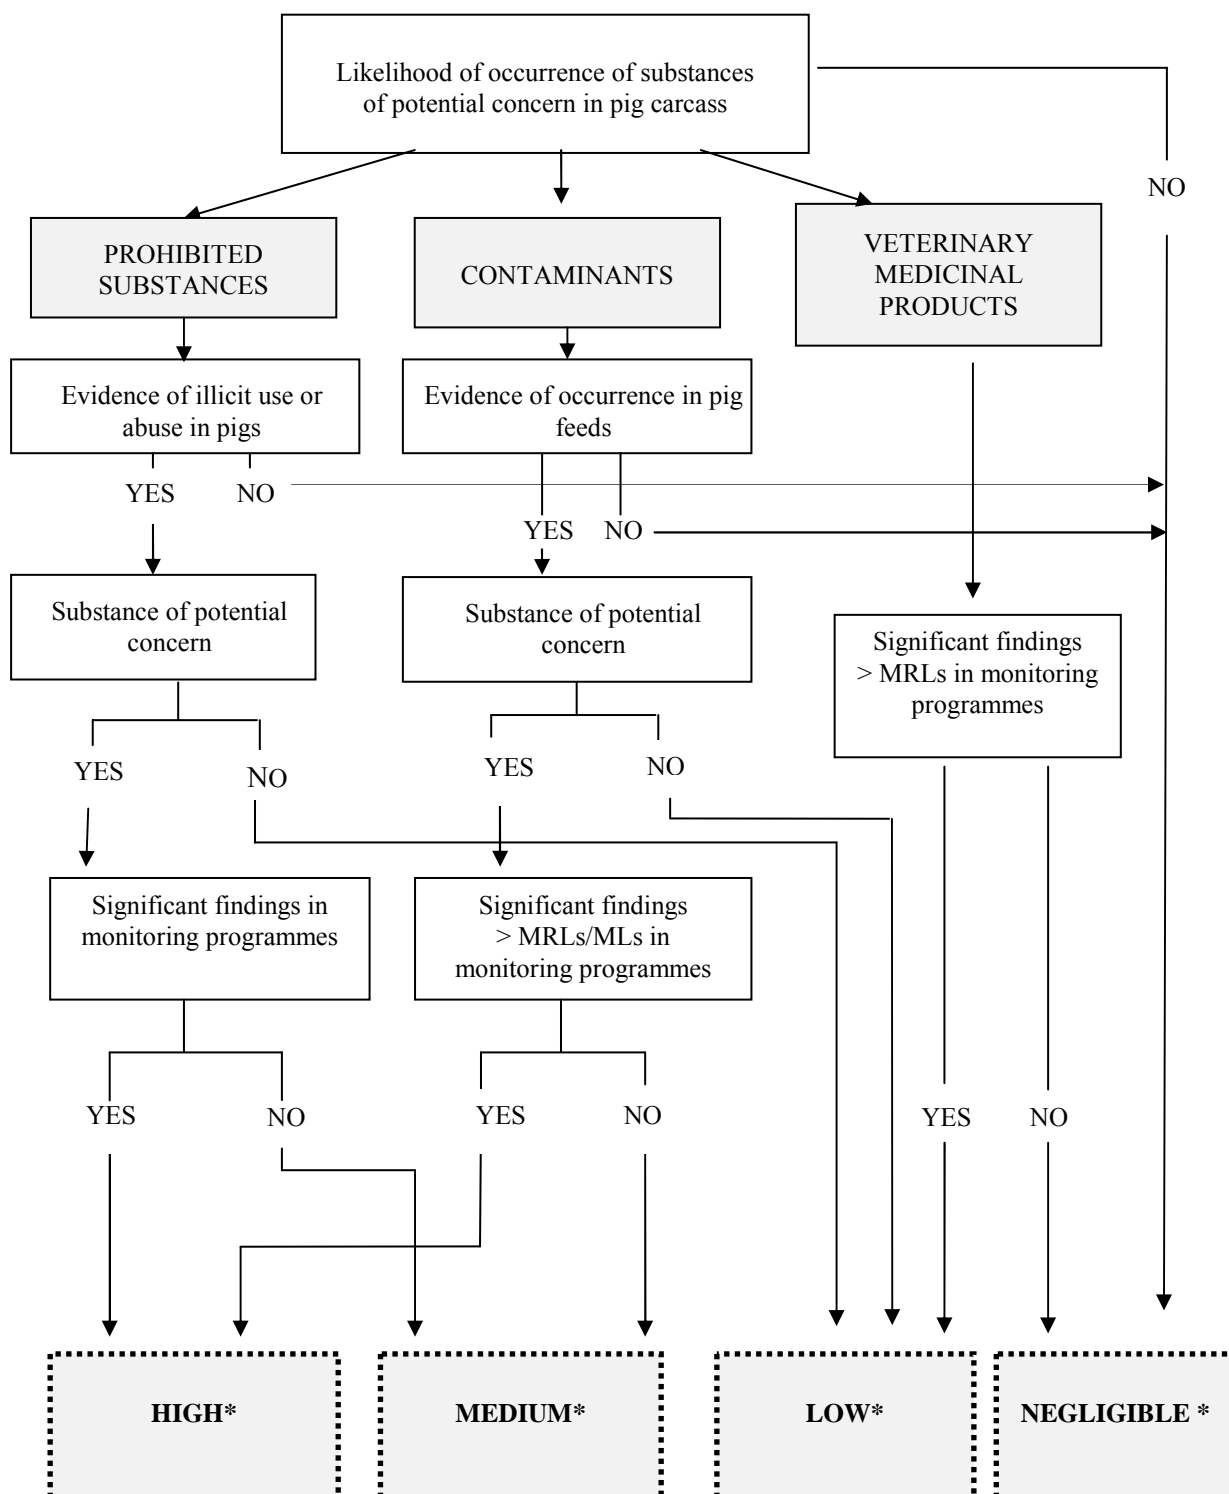 Likelihood of occurrence of substances
of potential concern in pig carcass
NO
PROHIBITED
SUBSTANCES
CONTAMINANTS
VETERINARY
MEDICINAL
PRODUCTS
Evidence of illicit use or
abuse in pigs
Evidence of occurrence in pig
feeds
YES
NO
YES
NO
Substance of potential
concern
Substance of potential
concern
Significant findings
> MRLs in monitoring
programmes
YES
NO
YES
NO
Significant findings in
monitoring programmes
Significant findings
> MRLs/MLs in
monitoring programmes
YES
NO
YES
NO
YES
NO
HIGH*
MEDIUM*
LOW*
NEGLIGIBLE *